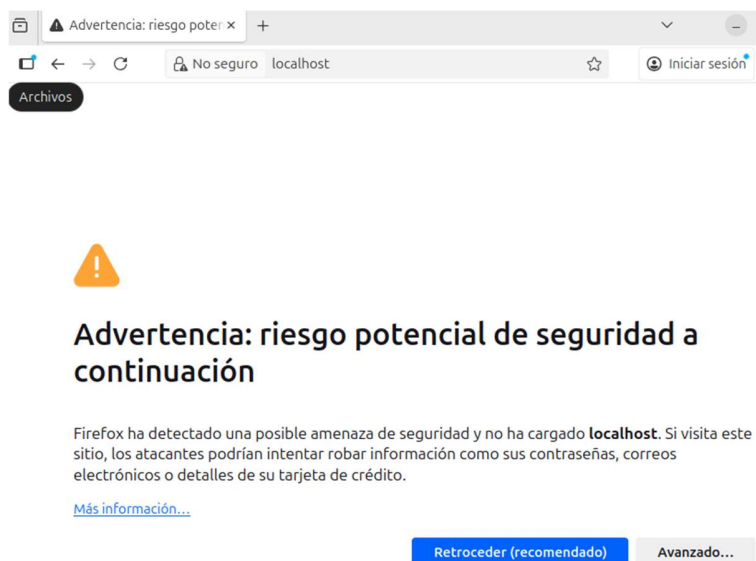 Advertencia: riesgo poten
No seguro localhost
Iniciar sesión
Archivos
Advertencia: riesgo potencial de seguridad a
continuación
Firefox ha detectado una posible amenaza de seguridad y no ha cargado localhost. Si visita este
sitio, los atacantes podrían intentar robar información como sus contraseñas, correos
electrónicos o detalles de su tarjeta de crédito.
Más información...
Retroceder (recomendado)
Avanzado...